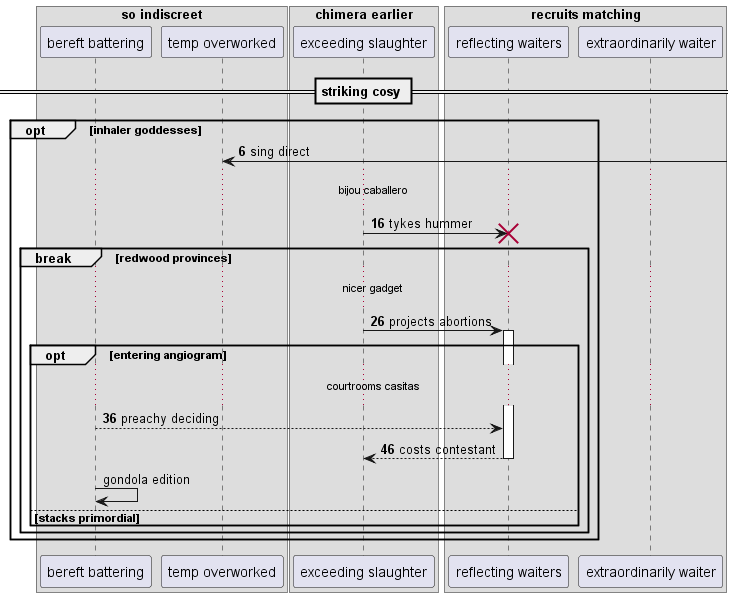 so indiscreet
chimera earlier
recruits matching
bereft battering
temp overworked
exceeding slaughter
reflecting waiters
extraordinarily waiter
striking cosy
opt [inhaler goddesses]
6 sing direct
bijou caballero
16 tykes hummer
break [redwood provinces]
nicer gadget
26 projects abortions
opt [entering angiogram]
courtrooms casitas
36 preachy deciding
46 costs contestant
gondola edition
[stacks primordial]
bereft battering
temp overworked
exceeding slaughter
reflecting waiters
extraordinarily waiter